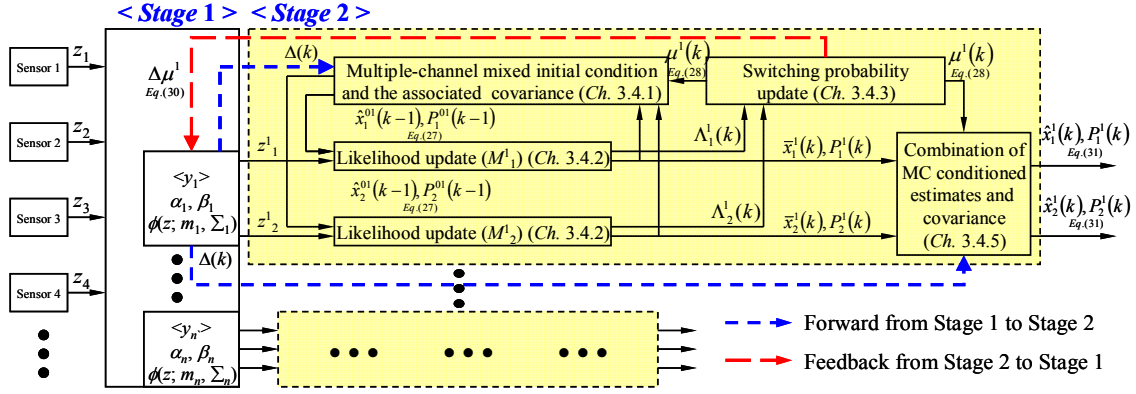 < Stage 1 >
< Stage 2 >
Sensor 1
z₁
Sensor 2
z₂
Sensor 3
z₃
Sensor 4
z₄
Δμ¹
Eq.(30)
Δ(k)
<y₁>
α₁, β₁
ϕ(z; m₁, Σ₁)
Δ(k)
<yₙ>
αₙ, βₙ
ϕ(z; mₙ, Σₙ)
z¹₁
z¹₂
Multiple-channel mixed initial condition
and the associated covariance (Ch. 3.4.1)
μ¹(k)
Eq.(28)
Switching probability
update (Ch. 3.4.3)
μ¹(k)
Eq.(28)
x̂₁⁰¹(k−1), P₁⁰¹(k−1)
Eq.(27)
Likelihood update (M¹₁) (Ch. 3.4.2)
x̂₂⁰¹(k−1), P₂⁰¹(k−1)
Eq.(27)
Likelihood update (M¹₂) (Ch. 3.4.2)
Λ₁¹(k)
Λ₂¹(k)
x̄₁¹(k), P₁¹(k)
x̄₂¹(k), P₂¹(k)
Combination of
MC conditioned
estimates and
covariance
(Ch. 3.4.5)
x̂₁¹(k), P₁¹(k)
Eq.(31)
x̂₂¹(k), P₂¹(k)
Eq.(31)
Forward from Stage 1 to Stage 2
Feedback from Stage 2 to Stage 1